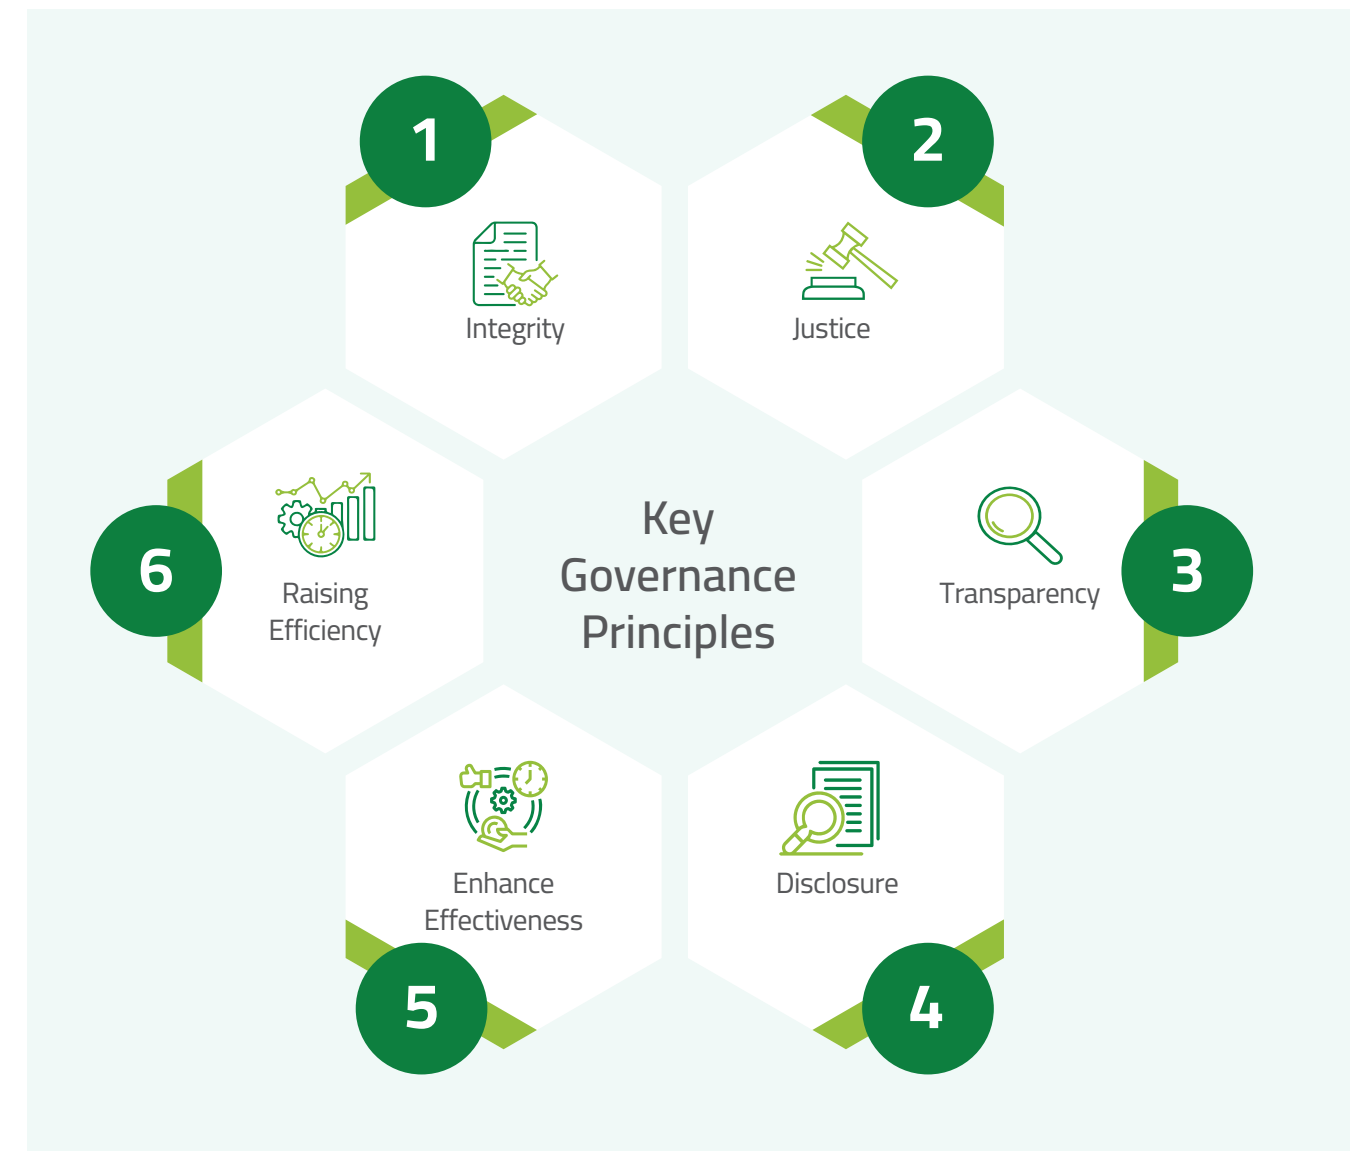 Key
Governance
Principles
1
Integrity
2
Justice
3
Transparency
4
Disclosure
5
Enhance
Effectiveness
6
Raising
Efficiency